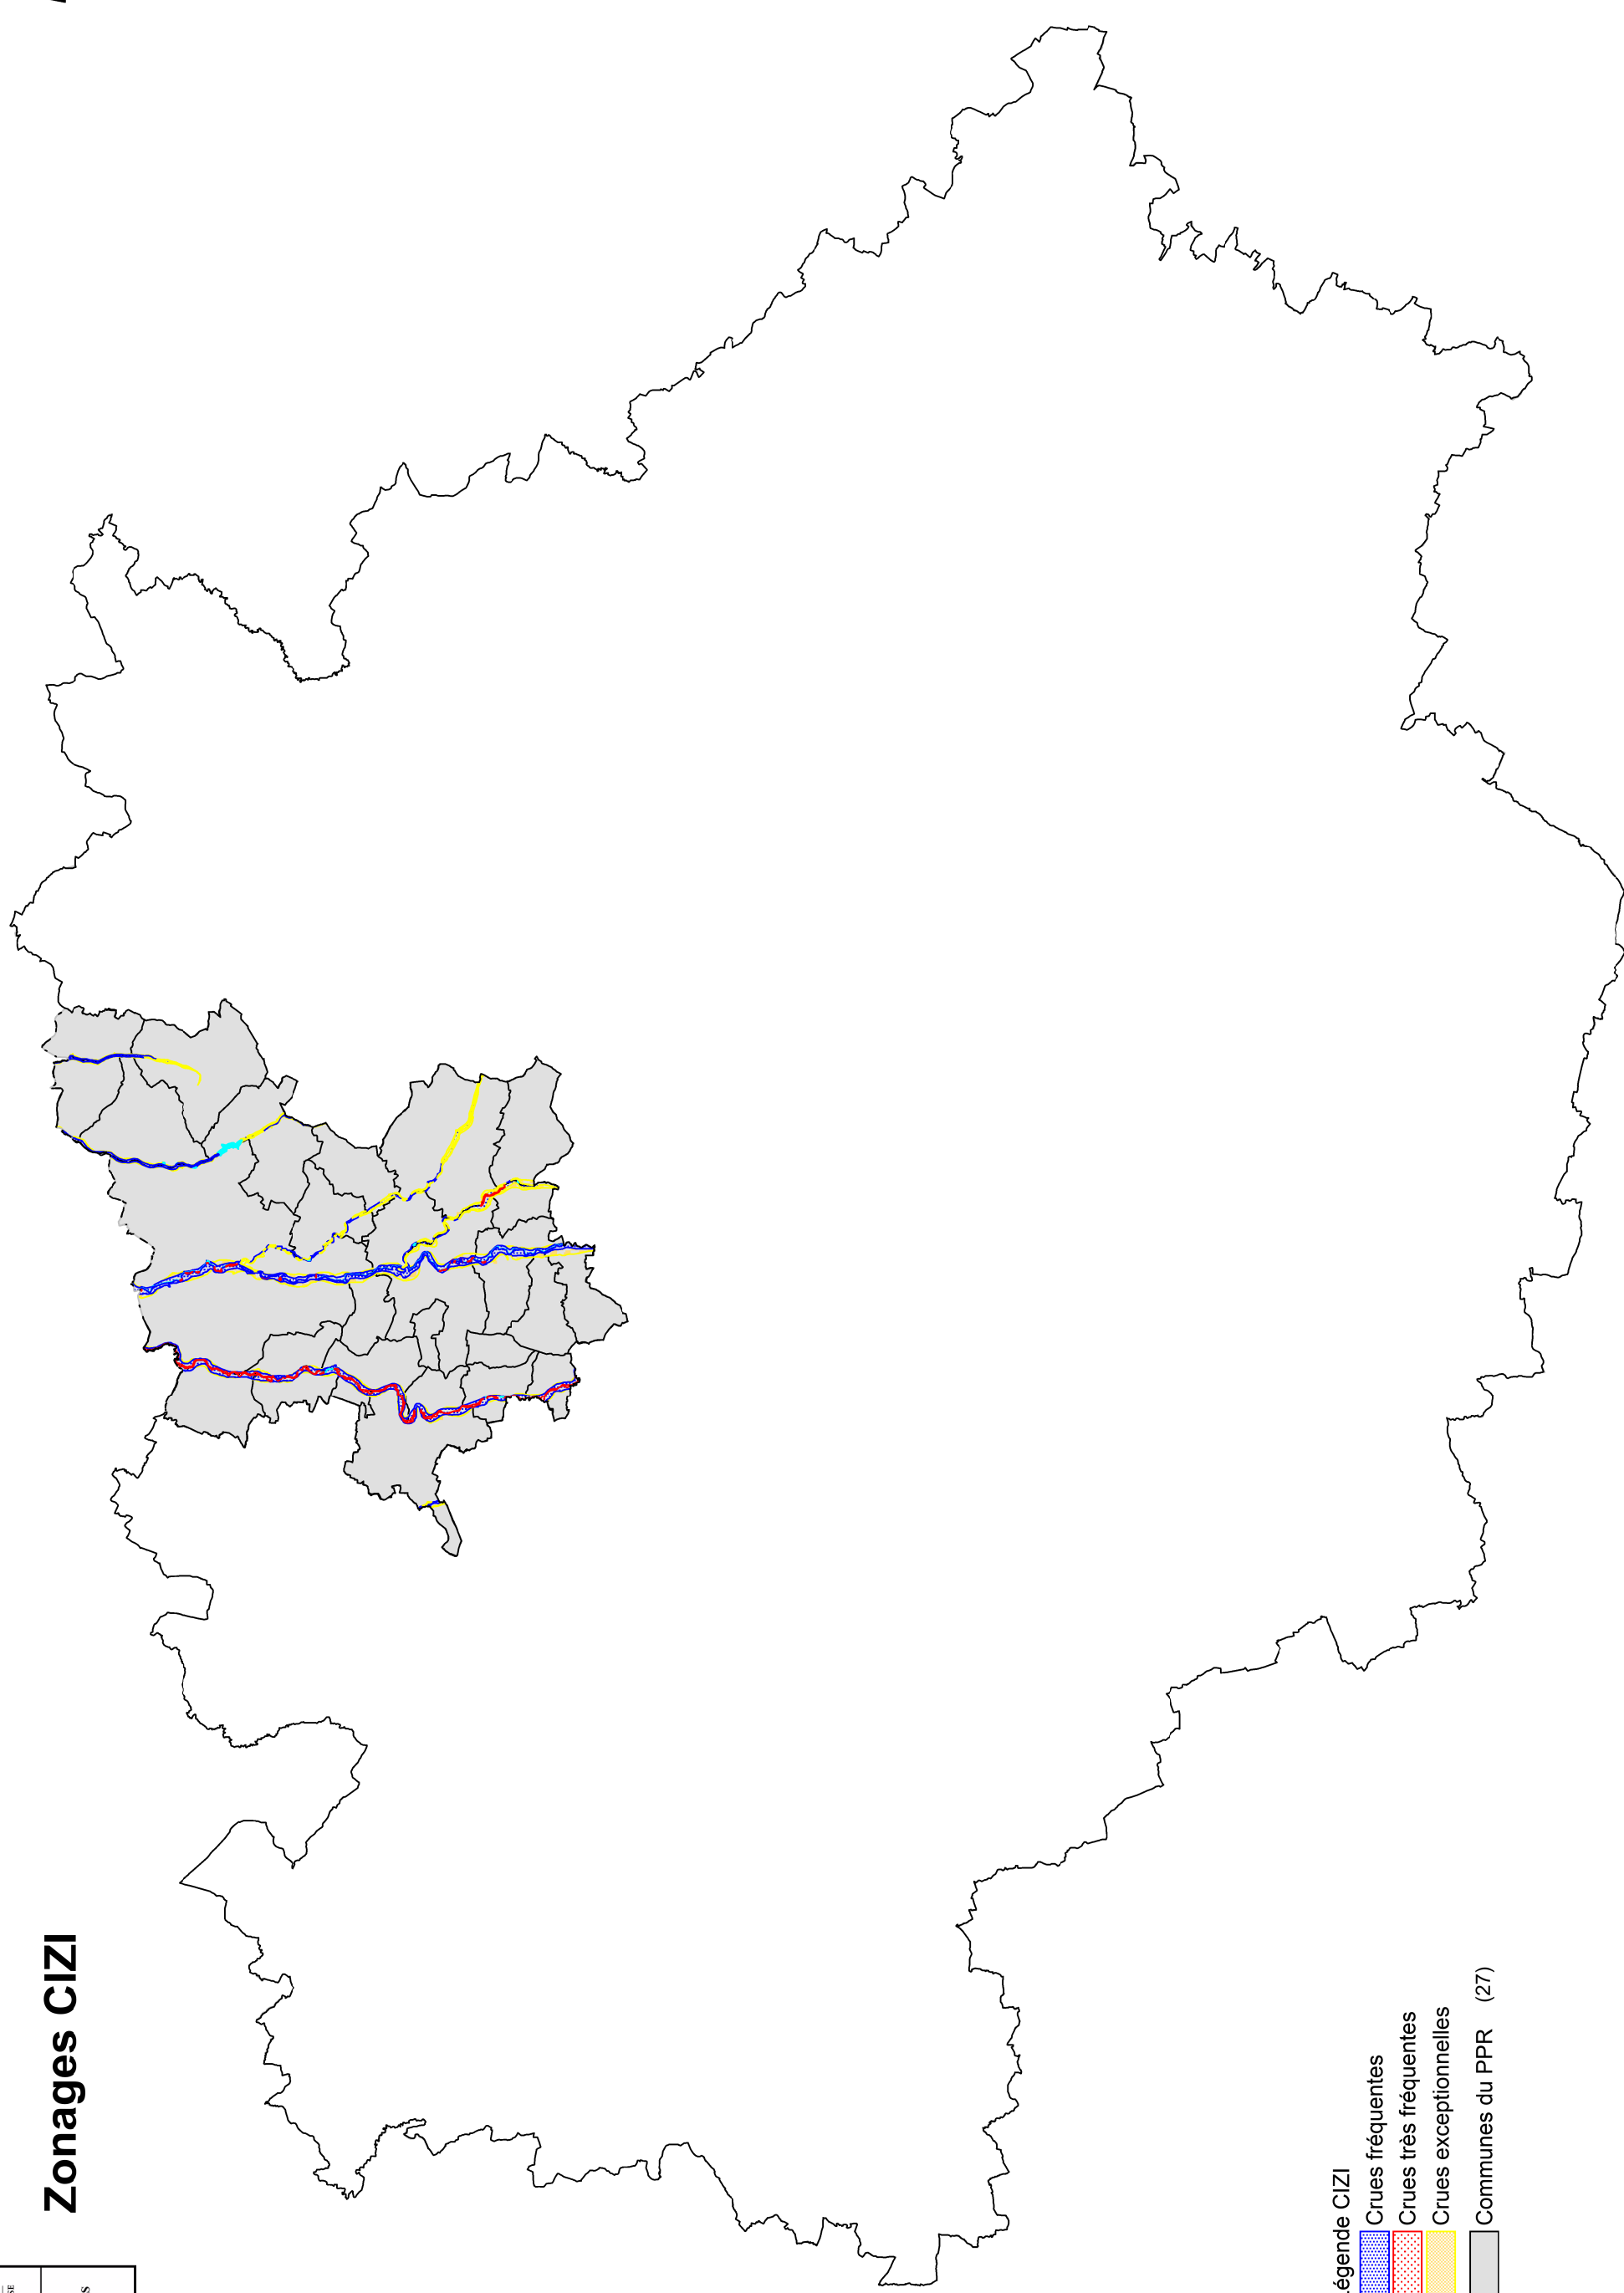 Zonages CIZI
égende CIZI
Crues fréquentes
Crues très fréquentes
Crues exceptionnelles
Communes du PPR (27)